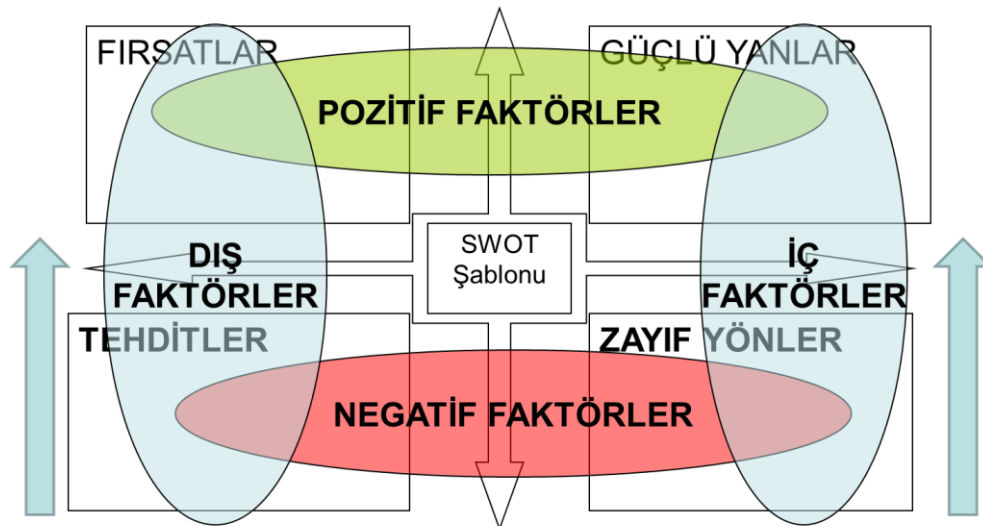 FIRSATLAR
GÜÇLÜ YANLAR
POZİTİF FAKTÖRLER
DIŞ
FAKTÖRLER
SWOT
Şablonu
İÇ
FAKTÖRLER
TEHDİTLER
ZAYIF YÖNLER
NEGATİF FAKTÖRLER